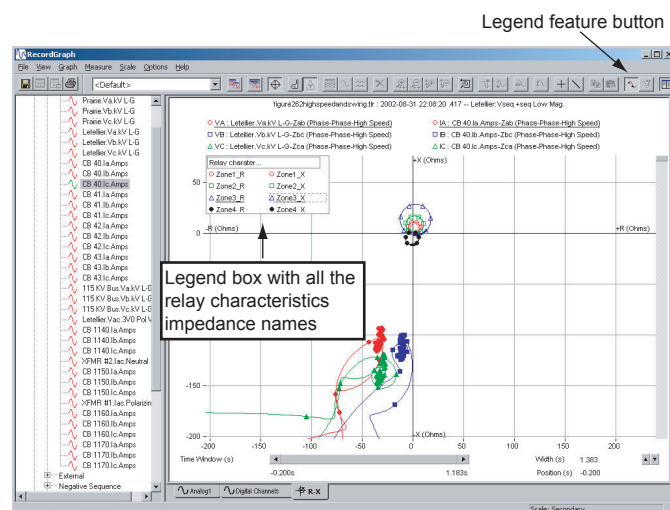 Legend feature button
RecordGraph
File View Graph Measure Scale Options Help
<Default>
Prairie.Va.kV L-G
Prairie.Vb.kV L-G
Prairie.Vc.kV L-G
Letellier.Va.kV L-G
Letellier.Vb.kV L-G
Letellier.Vc.kV L-G
CB 40.Ia.Amps
CB 40.Ib.Amps
CB 40.Ic.Amps
CB 41.Ia.Amps
CB 41.Ib.Amps
CB 41.Ic.Amps
CB 42.Ia.Amps
CB 42.Ib.Amps
CB 42.Ic.Amps
CB 43.Ia.Amps
CB 43.Ib.Amps
CB 43.Ic.Amps
115 KV Bus.Va.kV L-G
115 KV Bus.Vb.kV L-G
115 KV Bus.Vc.kV L-G
Letellier.Vac.3V0 Pol V
CB 1140.Ia.Amps
CB 1140.Ib.Amps
CB 1140.Ic.Amps
XFMR #2.Iac.Neutral
CB 1150.Ia.Amps
CB 1150.Ib.Amps
CB 1150.Ic.Amps
XFMR #1.Iac.Polarizin
CB 1160.Ia.Amps
CB 1160.Ib.Amps
CB 1160.Ic.Amps
CB 1170.Ia.Amps
CB 1170.Ib.Amps
CB 1170.Ic.Amps
External
Negative Sequence
figure262highspeedandswing.tlr : 2002-08-31 22:08:20 .417 -- Letellier:Vseq +seq Low Mag.
VA : Letellier.Va.kV L-G-Zab (Phase-Phase-High Speed) IA : CB 40.Ia.Amps-Zab (Phase-Phase-High Speed)
VB : Letellier.Vb.kV L-G-Zbc (Phase-Phase-High Speed) IB : CB 40.Ib.Amps-Zbc (Phase-Phase-High Speed)
VC : Letellier.Vc.kV L-G-Zca (Phase-Phase-High Speed) IC : CB 40.Ic.Amps-Zca (Phase-Phase-High Speed)
Relay charater...
Zone1_R Zone1_X
Zone2_R Zone2_X
Zone3_R Zone3_X
Zone4_R Zone4_X
+X (Ohms)
50
-R (Ohms) +R (Ohms)
0
Legend box with all the
relay characteristics
impedance names
-150
-X (Ohms)
-200
-200 -150 -100 -50 0 50 100 150 200
Time Window (s) Width (s) 1.383
-0.200s 1.183s Position (s) -0.200
Analog1 Digital Channels R-X
Scale: Secondary